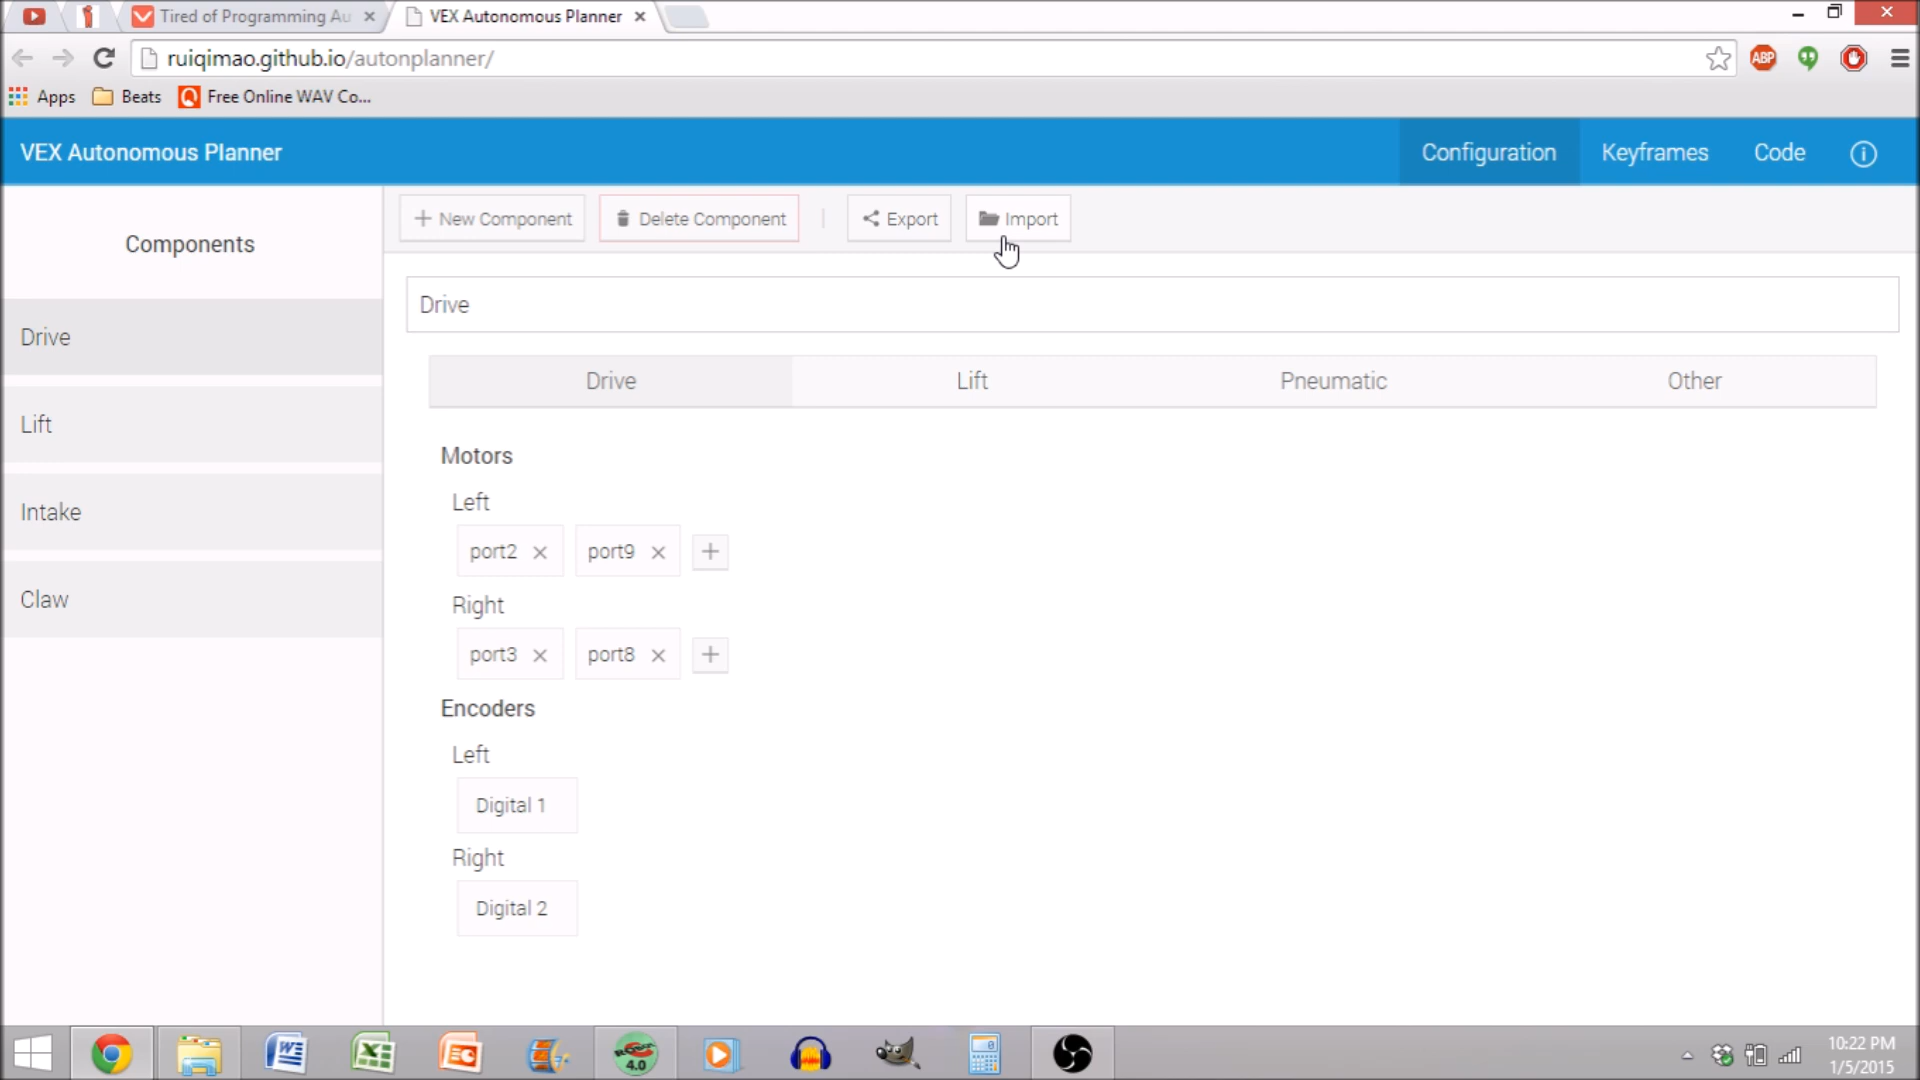 Tired of Programming Au
VEX Autonomous Planner
ruiqimao.github.io/autonplanner/
ABP
Apps
Beats
Free Online WAV Co...
VEX Autonomous Planner
Configuration
Keyframes
Code
Components
New Component
Delete Component
Export
Import
Drive
Lift
Intake
Claw
Drive
Drive
Lift
Pneumatic
Other
Motors
Left
port2
port9
Right
port3
port8
Encoders
Left
Digital 1
Right
Digital 2
4.0
10:22 PM
1/5/2015